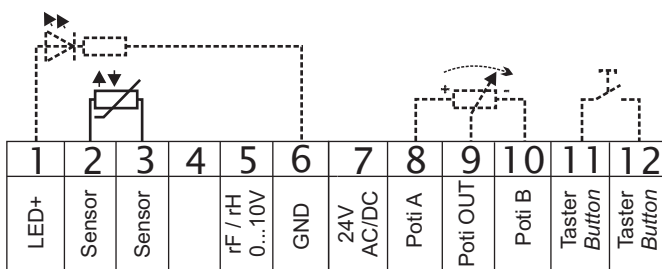 + -
1 2 3 4 5 6 7 8 9 10 11 12
LED+
Sensor
Sensor
rF / rH
0...10V
GND
24V
AC/DC
Poti A
Poti OUT
Poti B
Taster
Button
Taster
Button